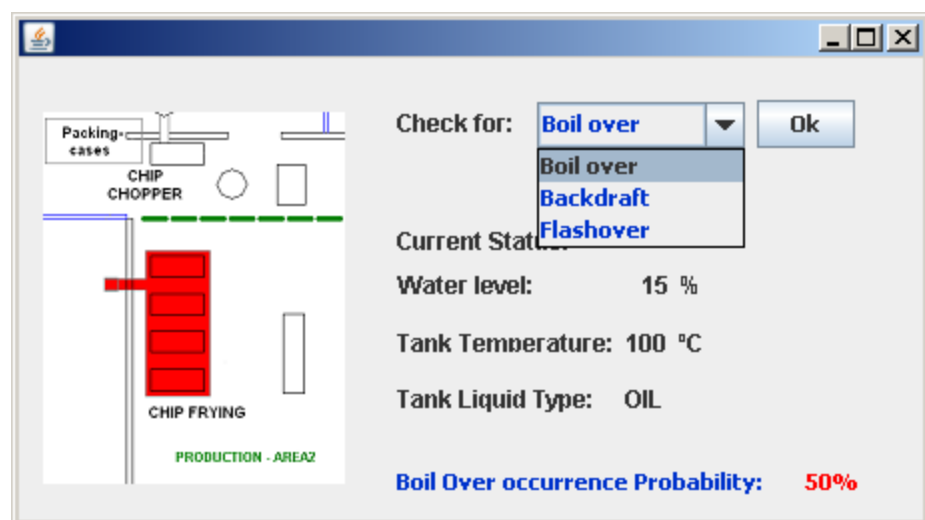 Check for:
Boil over
Ok
Boil over
Backdraft
Flashover
Packing-
cases
CHIP
CHOPPER
CHIP FRYING
PRODUCTION - AREA2
Current
Water level: 15 %
Tank Temperature: 100 °C
Tank Liquid Type: OIL
Boil Over occurrence Probability: 50%